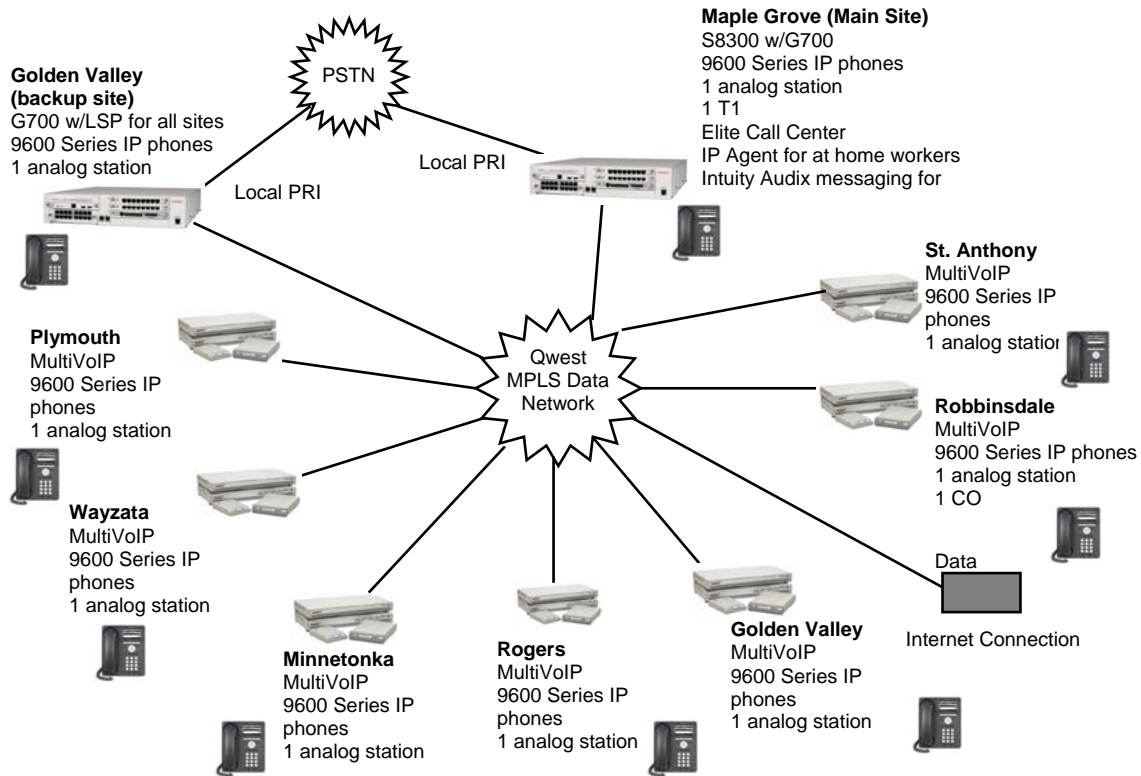 Golden Valley
(backup site)
G700 w/LSP for all sites
9600 Series IP phones
1 analog station
PSTN
Maple Grove (Main Site)
S8300 w/G700
9600 Series IP phones
1 analog station
1 T1
Elite Call Center
IP Agent for at home workers
Intuity Audix messaging for
Local PRI
Local PRI
St. Anthony
MultiVoIP
9600 Series IP
phones
1 analog station
Plymouth
MultiVoIP
9600 Series IP
phones
1 analog station
Qwest
MPLS Data
Network
Robbinsdale
MultiVoIP
9600 Series IP phones
1 analog station
1 CO
Wayzata
MultiVoIP
9600 Series IP
phones
1 analog station
Data
Internet Connection
Minnetonka
MultiVoIP
9600 Series IP
phones
1 analog station
Rogers
MultiVoIP
9600 Series IP
phones
1 analog station
Golden Valley
MultiVoIP
9600 Series IP
phones
1 analog station